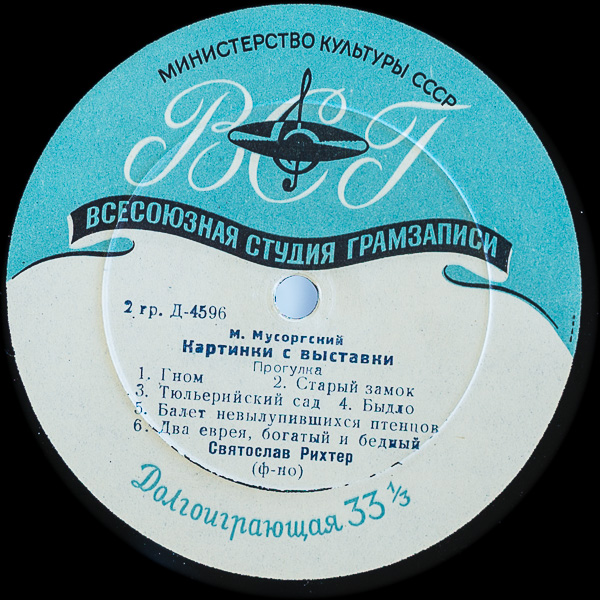 МИНИСТЕРСТВО КУЛЬТУРЫ СССР
ВСГ
ВСЕСОЮЗНАЯ СТУДИЯ ГРАМЗАПИСИ
2 гр. Д-4596
М. Мусоргский
Картинки с выставки
Прогулка
1. Гном 2. Старый замок
3. Тюльерийский сад 4. Быдло
5. Балет невылупившихся птенцов
6. Два еврея, богатый и бедный
Святослав Рихтер
(ф-но)
Долгоиграющая 33⅓